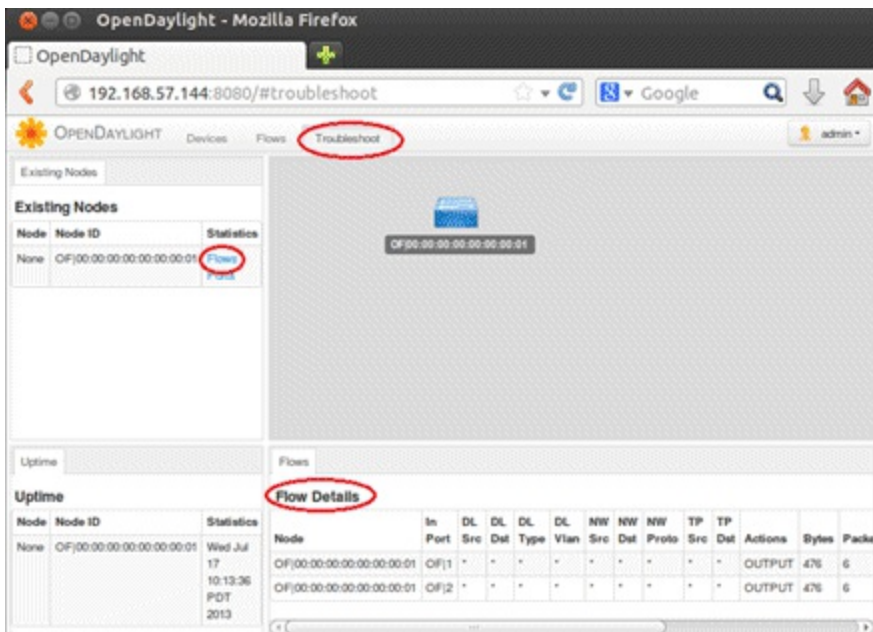 OpenDaylight - Mozilla Firefox
OpenDaylight
192.168.57.144:8080/#troubleshoot
Google
OPENDAYLIGHT Devices Flows Troubleshoot admin
Existing Nodes
Existing Nodes
Node Node ID Statistics
None OF|00:00:00:00:00:00:00:01 Flows
Ports
OF|00:00:00:00:00:00:00:01
Uptime
Uptime
Node Node ID Statistics
None OF|00:00:00:00:00:00:00:01 Wed Jul
17
10:13:36
PDT
2013
Flows
Flow Details
Node In Port DL Src DL Dst DL Type DL Vlan NW Src NW Dst NW Proto TP Src TP Dst Actions Bytes Packe
OF|00:00:00:00:00:00:00:01 OF|1 * * * * * * * * * OUTPUT 476 6
OF|00:00:00:00:00:00:00:01 OF|2 * * * * * * * * * OUTPUT 476 6